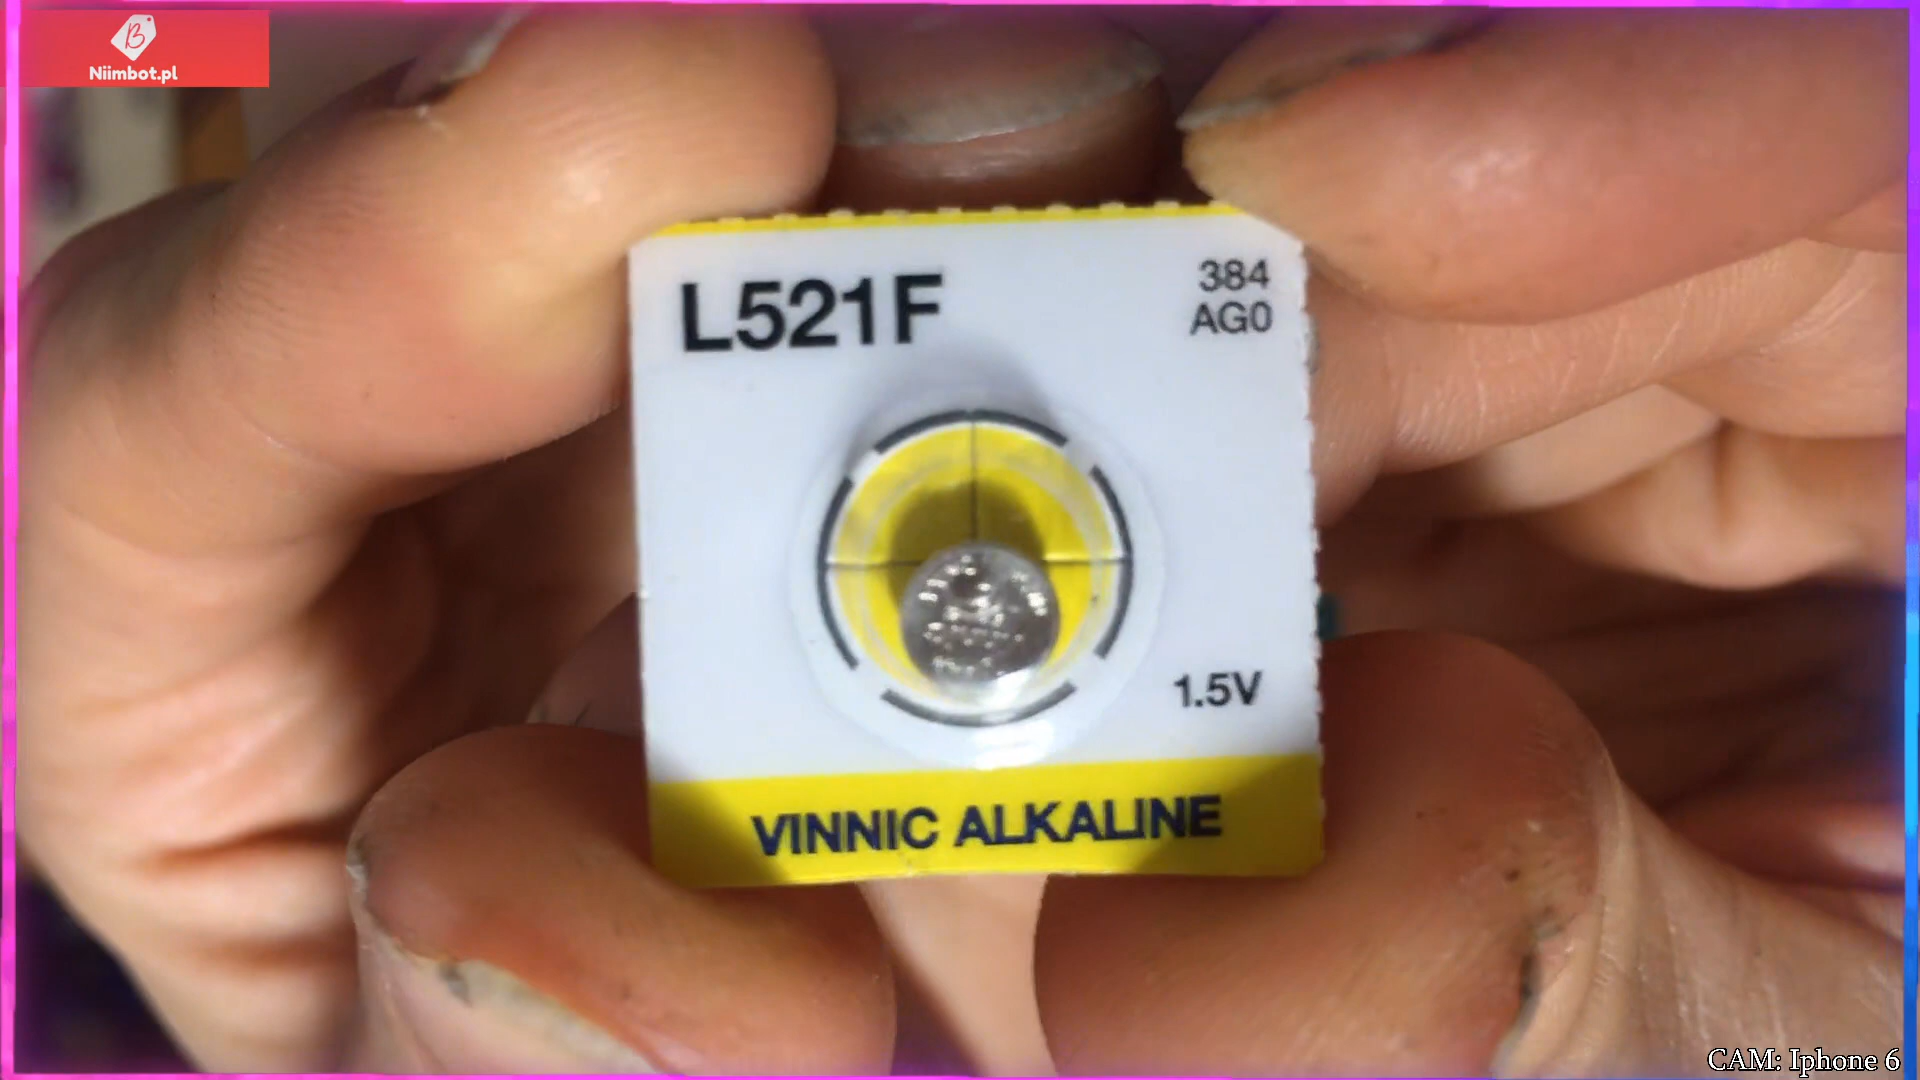 B
Niimbot.pl
L521F
384
AG0
1.5V
VINNIC ALKALINE
CAM: Iphone 6